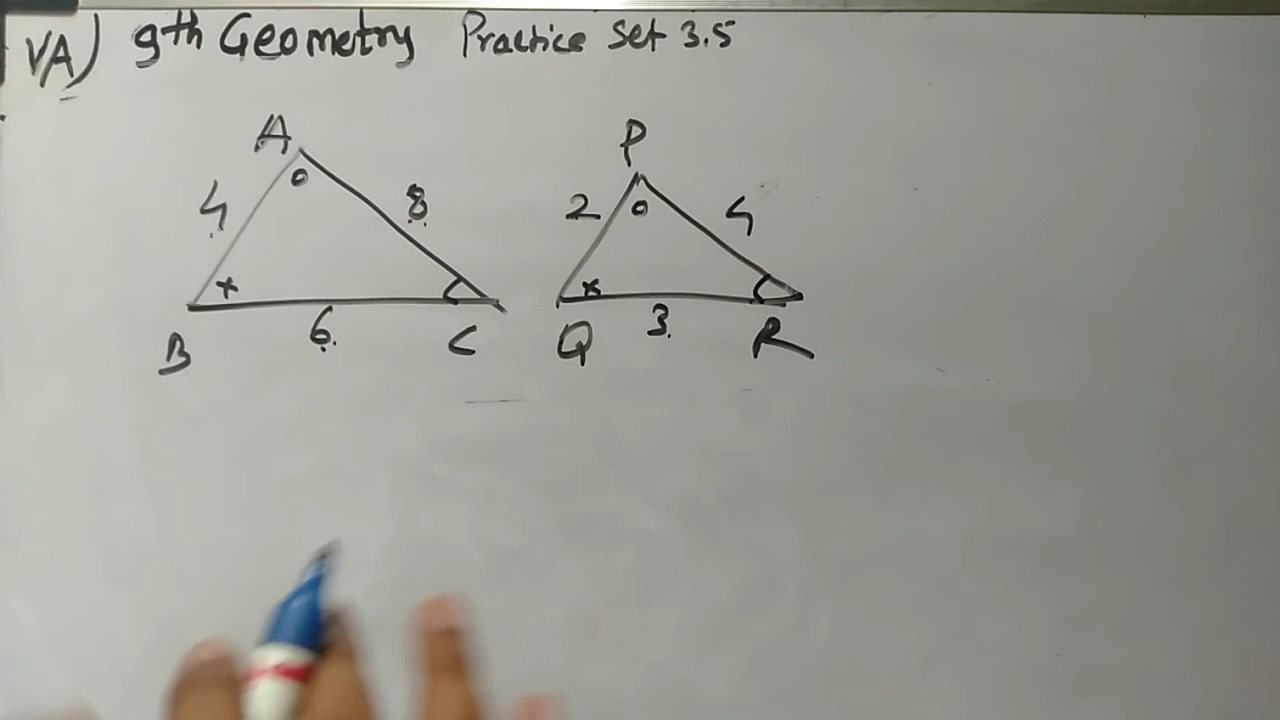 VA) 9th Geometry Practice Set 3.5
A P
4 8 2 4
o o
x x
6 3
B C Q R